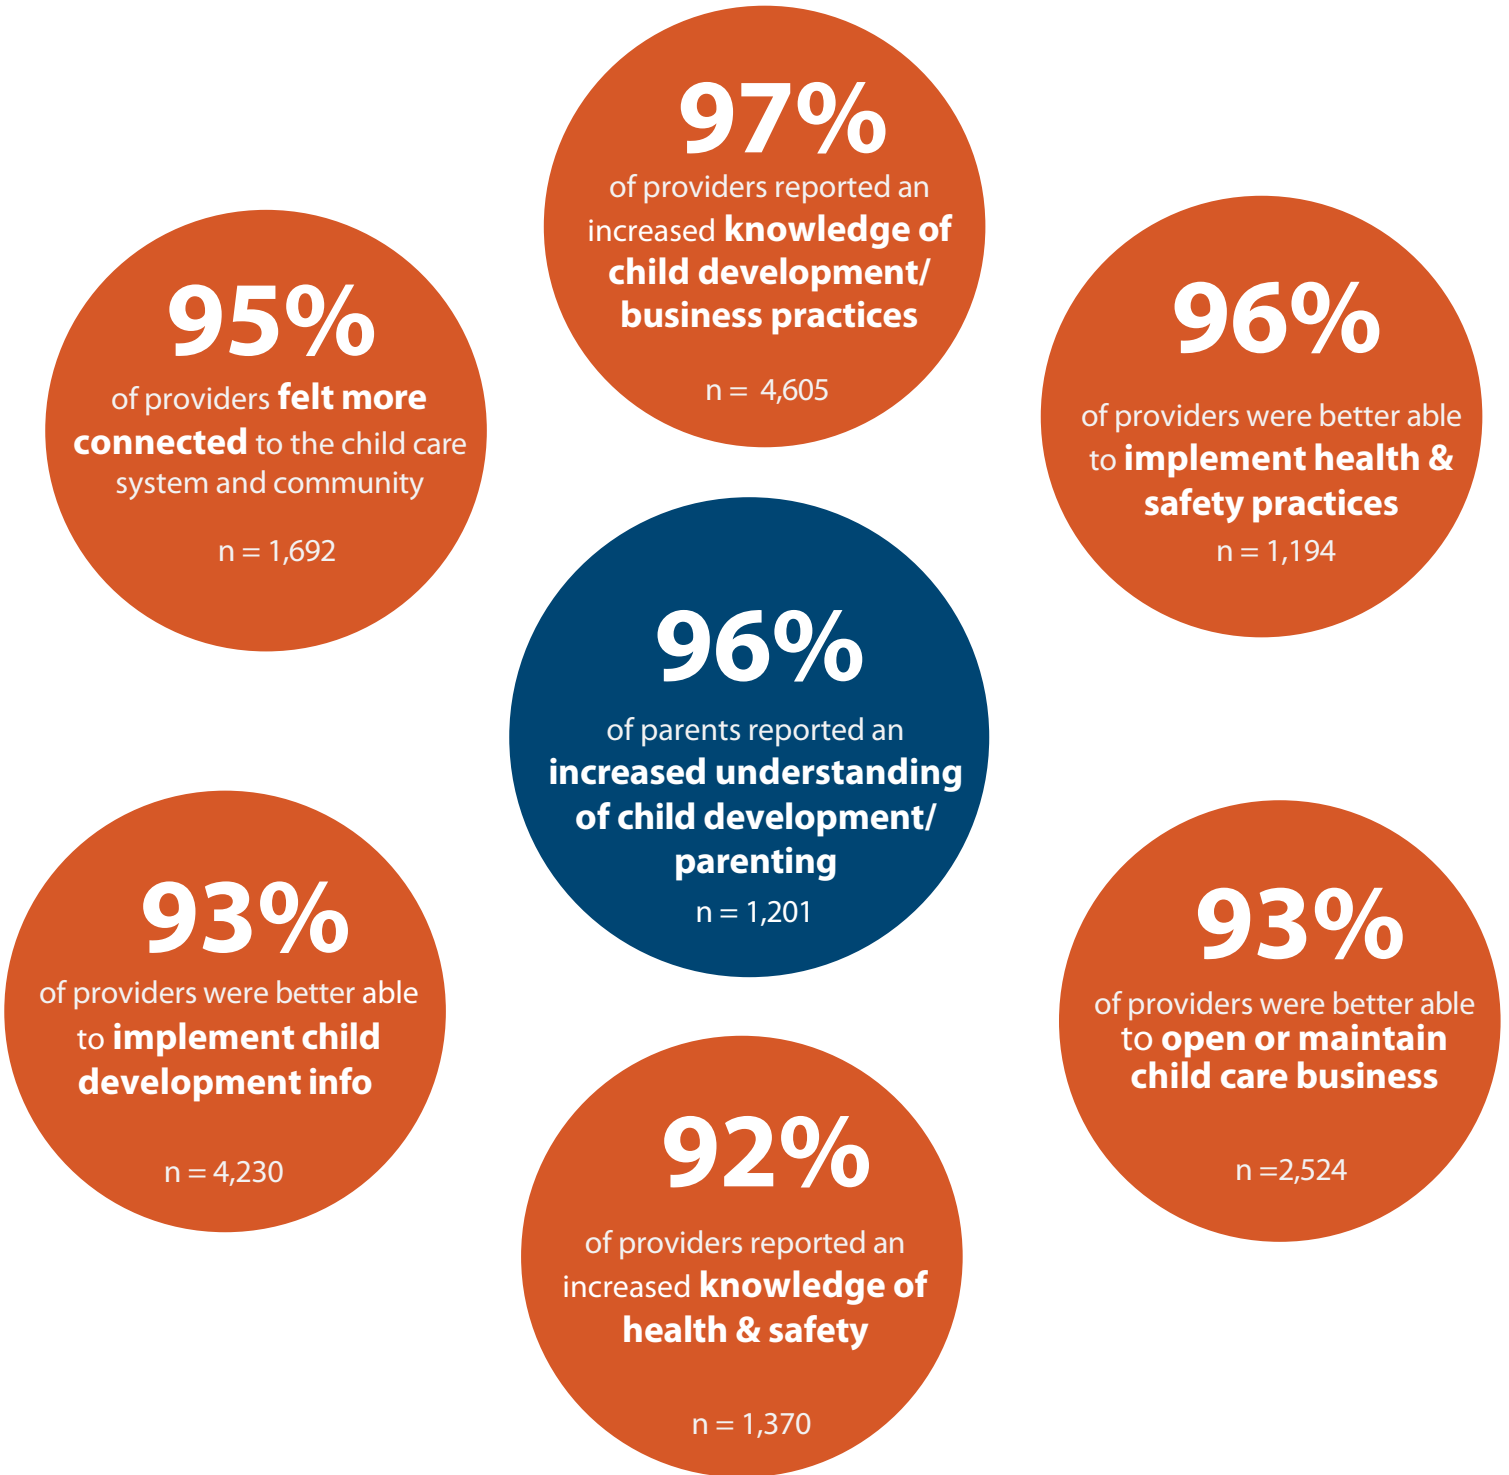 97%
of providers reported an
increased knowledge of
child development/
business practices
n = 4,605
95%
of providers felt more
connected to the child care
system and community
n = 1,692
96%
of providers were better able
to implement health &
safety practices
n = 1,194
96%
of parents reported an
increased understanding
of child development/
parenting
n = 1,201
93%
of providers were better able
to implement child
development info
n = 4,230
93%
of providers were better able
to open or maintain
child care business
n =2,524
92%
of providers reported an
increased knowledge of
health & safety
n = 1,370